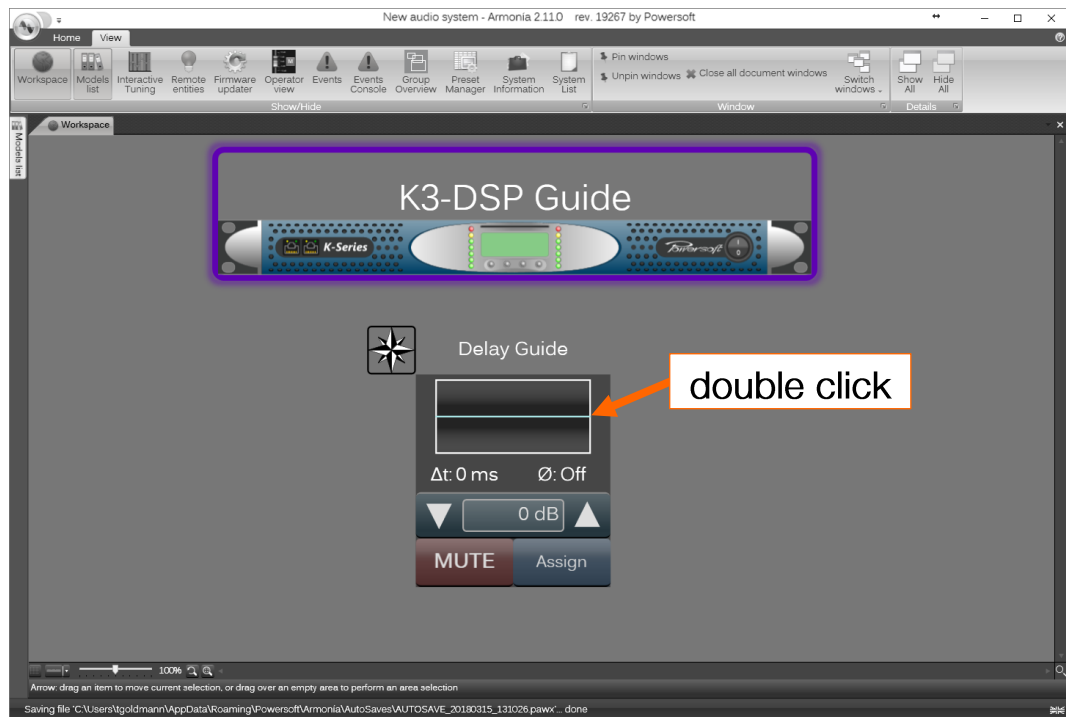 New audio system - Armonía 2.11.0 rev. 19267 by Powersoft
Home View
Workspace Models list Interactive Tuning Remote entities Firmware updater Operator view Events Events Console Group Overview Preset Manager System Information System List
Show/Hide
Pin windows
Unpin windows Close all document windows
Switch windows
Window
Show All Hide All
Details
Models list
Workspace
K3-DSP Guide
K-Series
Powersoft
Delay Guide
double click
Δt: 0 ms Ø: Off
0 dB
MUTE Assign
100%
Arrow: drag an item to move current selection, or drag over an empty area to perform an area selection
Saving file 'C:\Users\tgoldmann\AppData\Roaming\Powersoft\Armonía\AutoSaves\AUTOSAVE_20180315_131026.pawx'... done